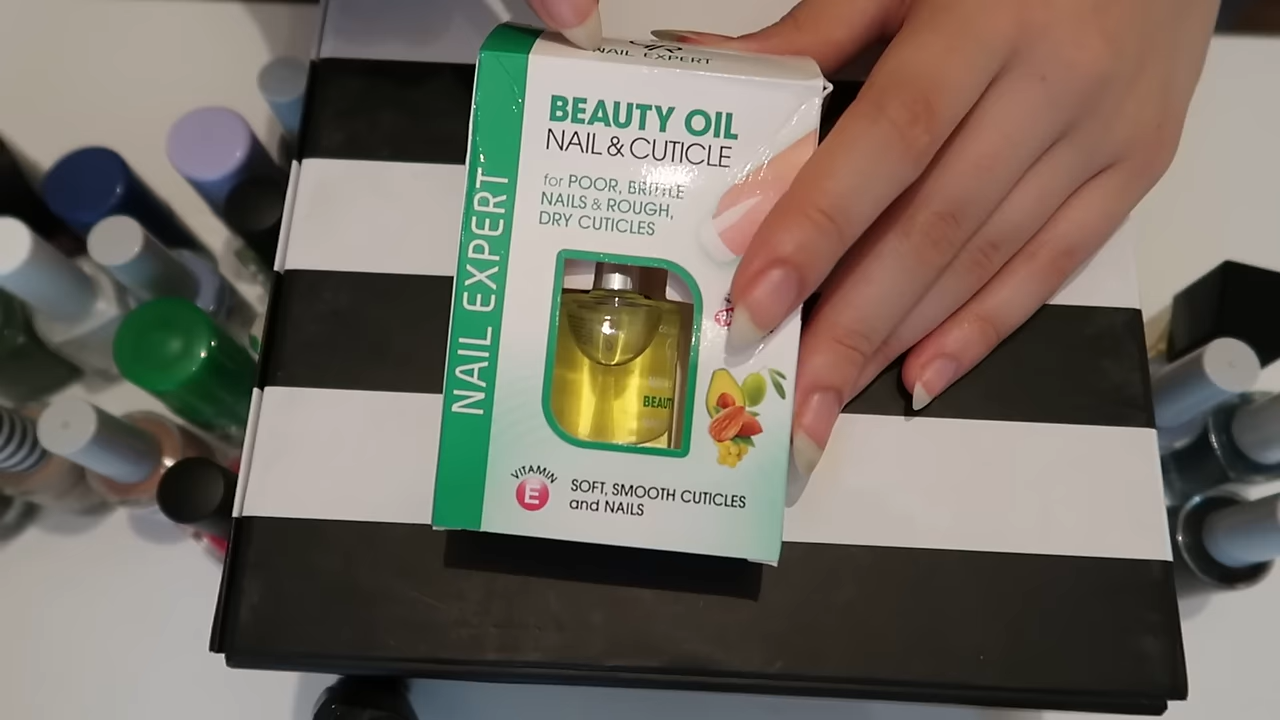 NAIL EXPERT
BEAUTY OIL
NAIL & CUTICLE
for POOR, BRITTLE
NAILS & ROUGH,
DRY CUTICLES
NAIL EXPERT
BEAUT
VITAMIN
E
SOFT, SMOOTH CUTICLES
and NAILS